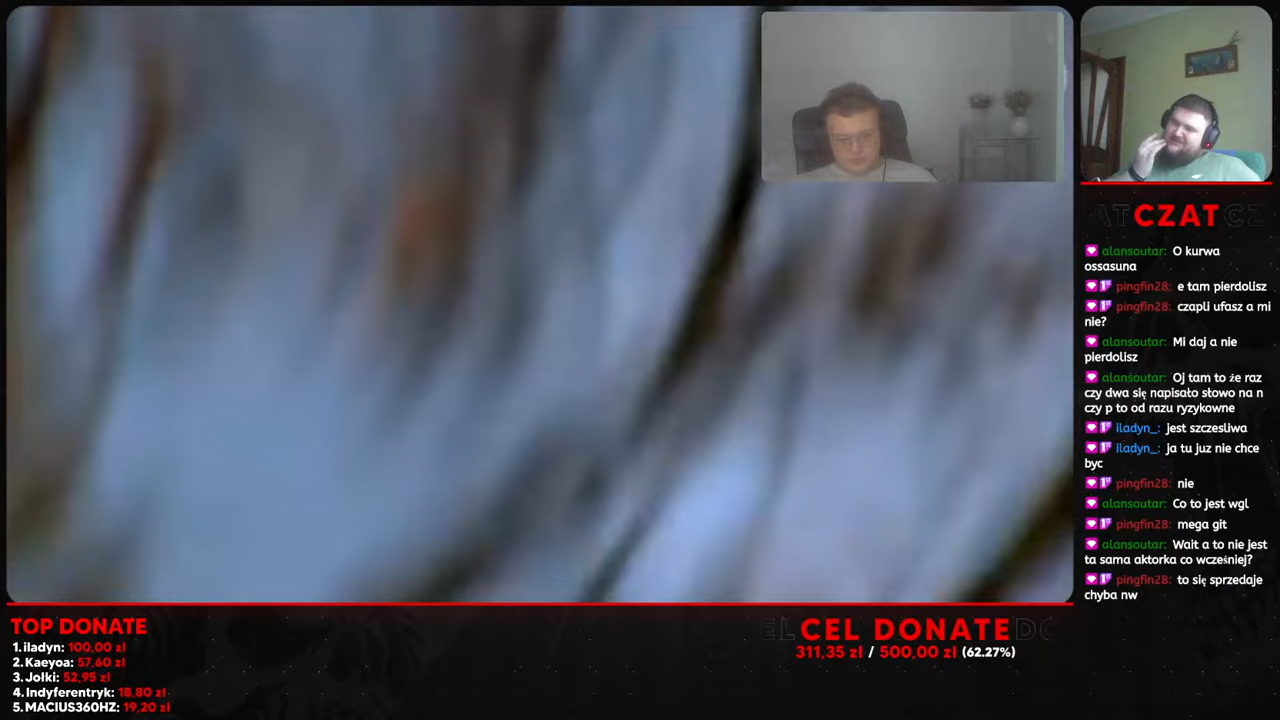 CZAT
alansoutar: O kurwa
ossasuna
pingfin28: e tam pierdolisz
pingfin28: czapli ufasz a mi
nie?
alansoutar: Mi daj a nie
pierdolisz
alansoutar: Oj tam to że raz
czy dwa się napisało słowo na n
czy p to od razu ryzykowne
iladyn_: jest szczesliwa
iladyn_: ja tu juz nie chce
byc
pingfin28: nie
alansoutar: Co to jest wgl
pingfin28: mega git
alansoutar: Wait a to nie jest
ta sama aktorka co wcześniej?
pingfin28: to się sprzedaje
chyba nw
TOP DONATE
1.iladyn: 100,00 zł
2.Kaeyoa: 57,60 zł
3.Jołki: 52,95 zł
4.Indyferentryk: 18,80 zł
5.MACIUS360HZ: 19,20 zł
CEL DONATE
311,35 zł / 500,00 zł (62.27%)